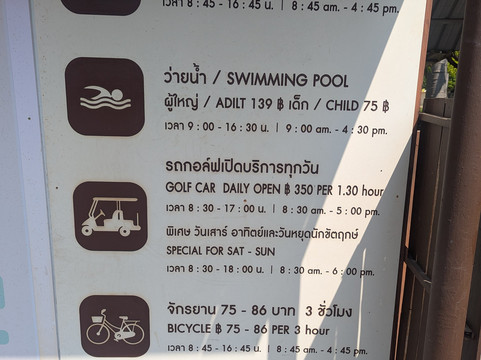 เวลา 8 : 45 - 16 : 45 น. | 8 : 45 am. - 4 : 45 pm.
ว่ายน้ำ / SWIMMING POOL
ผู้ใหญ่ / ADILT 139 ฿ เด็ก / CHILD 75 ฿
เวลา 9 : 00 - 16 : 30 น. | 9 : 00 am. - 4 : 30 pm.
รถกอล์ฟเปิดบริการทุกวัน
GOLF CAR DAILY OPEN ฿ 350 PER 1.30 hour
เวลา 8 : 30 - 17 : 00 น. | 8 : 30 am. - 5 : 00 pm.
พิเศษ วันเสาร์ อาทิตย์และวันหยุดนักขัตฤกษ์
SPECIAL FOR SAT - SUN
เวลา 8 : 30 - 18 : 00 น. | 8 : 30 am. - 6 : 00 pm.
จักรยาน 75 - 86 บาท 3 ชั่วโมง
BICYCLE ฿ 75 - 86 PER 3 hour
เวลา 8 : 45 - 16 : 45 น. | 8 : 45 am. - 4 : 45 pm.